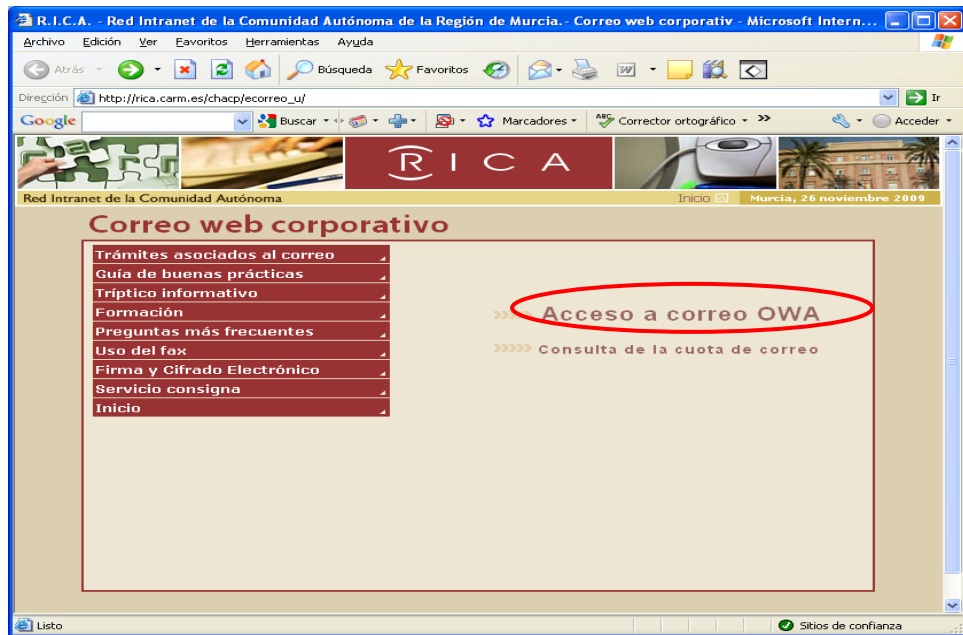 R.I.C.A. - Red Intranet de la Comunidad Autónoma de la Región de Murcia.- Correo web corporativ - Microsoft Intern...
Archivo Edición Ver Favoritos Herramientas Ayuda
Atrás Búsqueda Favoritos
Dirección http://rica.carm.es/chacp/ecorreo_u/ Ir
Google Buscar Marcadores ABC Corrector ortográfico Acceder
RICA
Red Intranet de la Comunidad Autónoma Inicio Murcia, 26 noviembre 2009
Correo web corporativo
Trámites asociados al correo
Guía de buenas prácticas
Tríptico informativo
Formación
Preguntas más frecuentes
Uso del fax
Firma y Cifrado Electrónico
Servicio consigna
Inicio
»»» Acceso a correo OWA
»»» Consulta de la cuota de correo
Listo Sitios de confianza